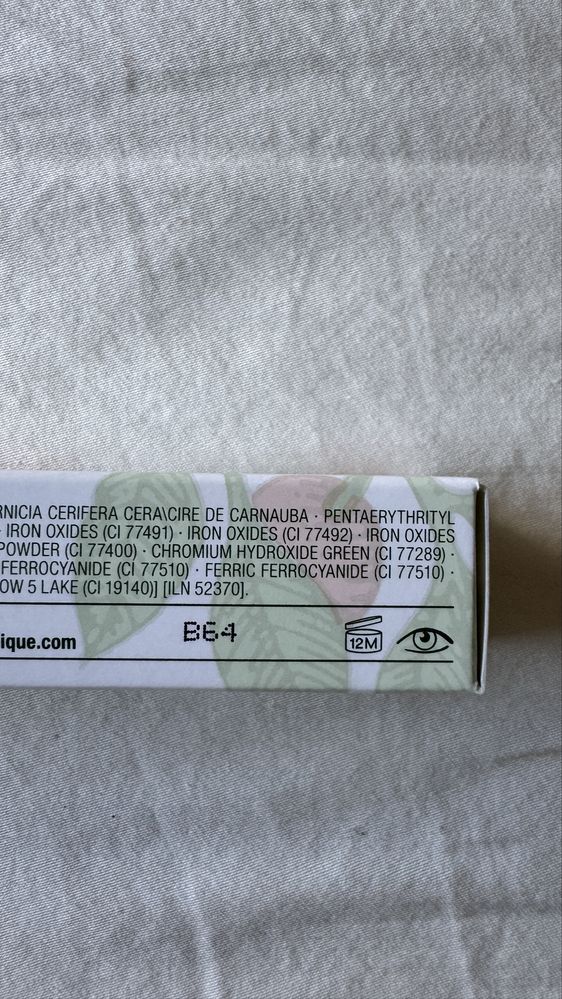 RNICIA CERIFERA CERA\CIRE DE CARNAUBA · PENTAERYTHRITYL
· IRON OXIDES (CI 77491) · IRON OXIDES (CI 77492) · IRON OXIDES
POWDER (CI 77400) · CHROMIUM HYDROXIDE GREEN (CI 77289) ·
FERROCYANIDE (CI 77510) · FERRIC FERROCYANIDE (CI 77510) ·
OW 5 LAKE (CI 19140)] [ILN 52370].
ique.com B64 12M